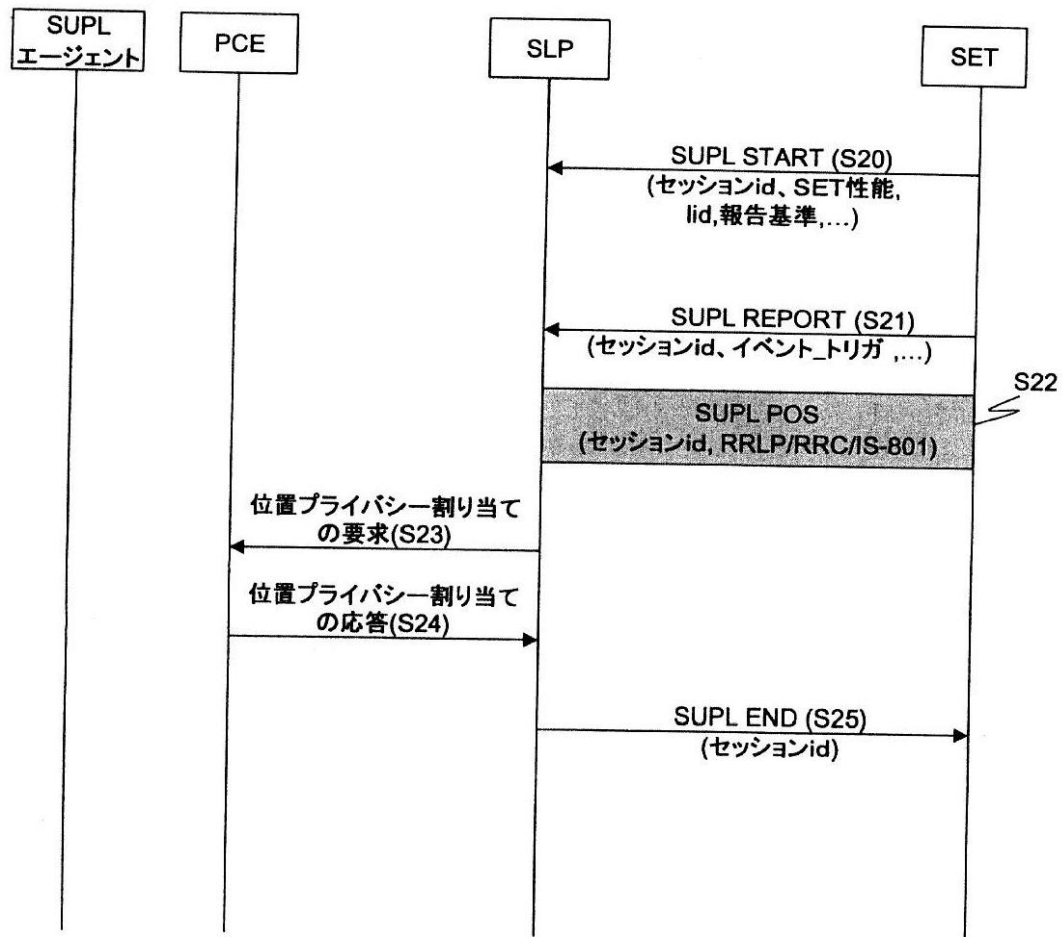 SUPL
エージェント
PCE
SLP
SET
SUPL START (S20)
(セッションid、SET性能,
lid,報告基準,...)
SUPL REPORT (S21)
(セッションid、イベント_トリガ ,...)
S22
SUPL POS
(セッションid, RRLP/RRC/IS-801)
位置プライバシー割り当て
の要求(S23)
位置プライバシー割り当て
の応答(S24)
SUPL END (S25)
(セッションid)